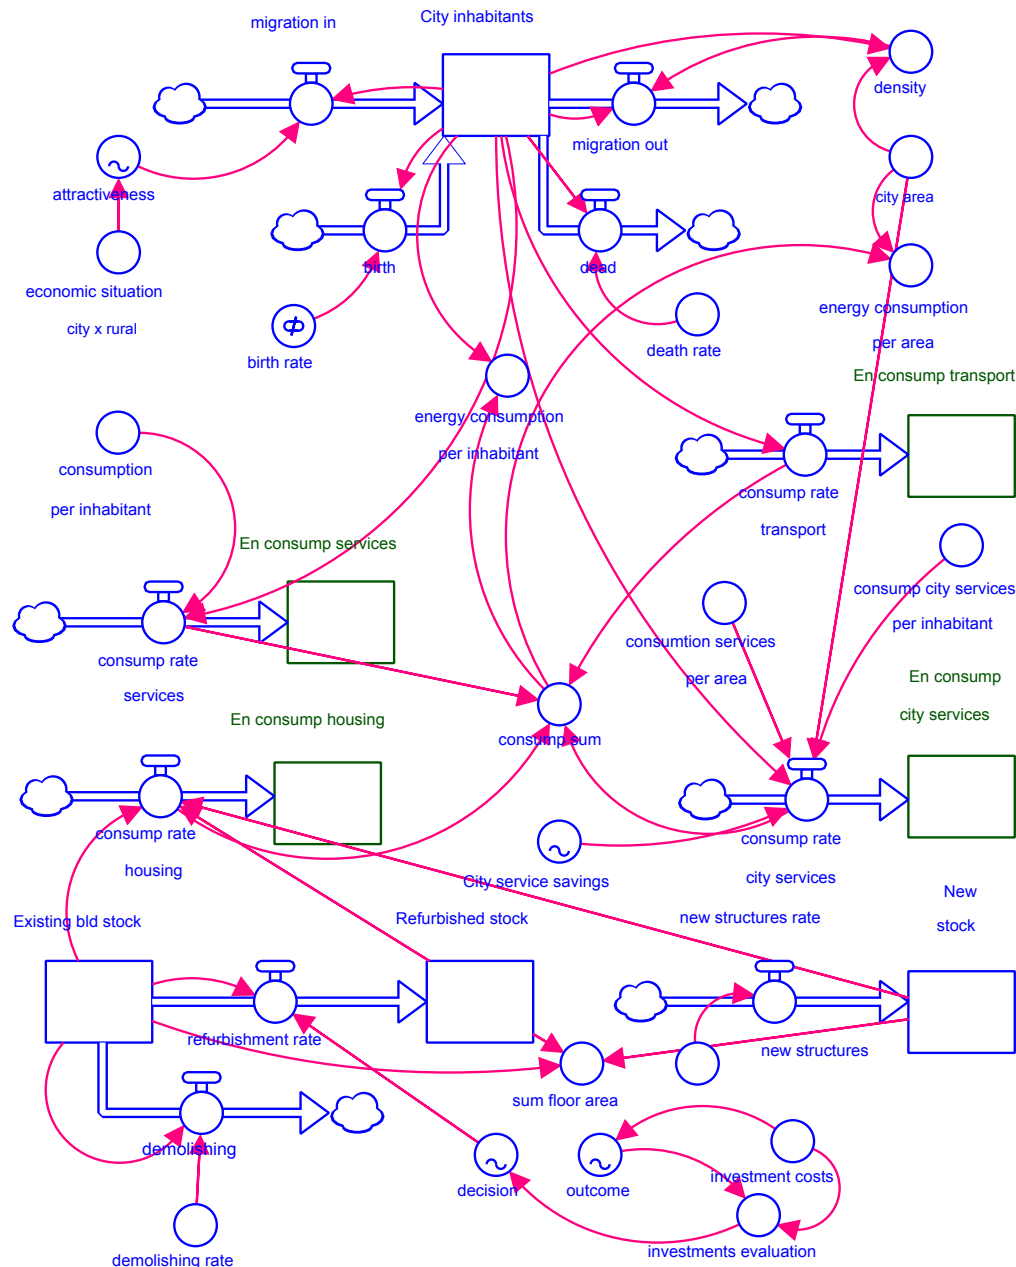 City inhabitants
migration in
density
migration out
attractiveness
city area
birth
dead
economic situation
city x rural
energy consumption
per area
birth rate
death rate
En consump transport
energy consumption
per inhabitant
consumption
per inhabitant
consump rate
transport
En consump services
consump city services
per inhabitant
consumtion services
per area
consump rate
services
En consump
city services
En consump housing
consump sum
consump rate
housing
consump rate
city services
City service savings
New
stock
Existing bld stock
Refurbished stock
new structures rate
refurbishment rate
new structures
sum floor area
demolishing
decision
outcome
investment costs
investments evaluation
demolishing rate